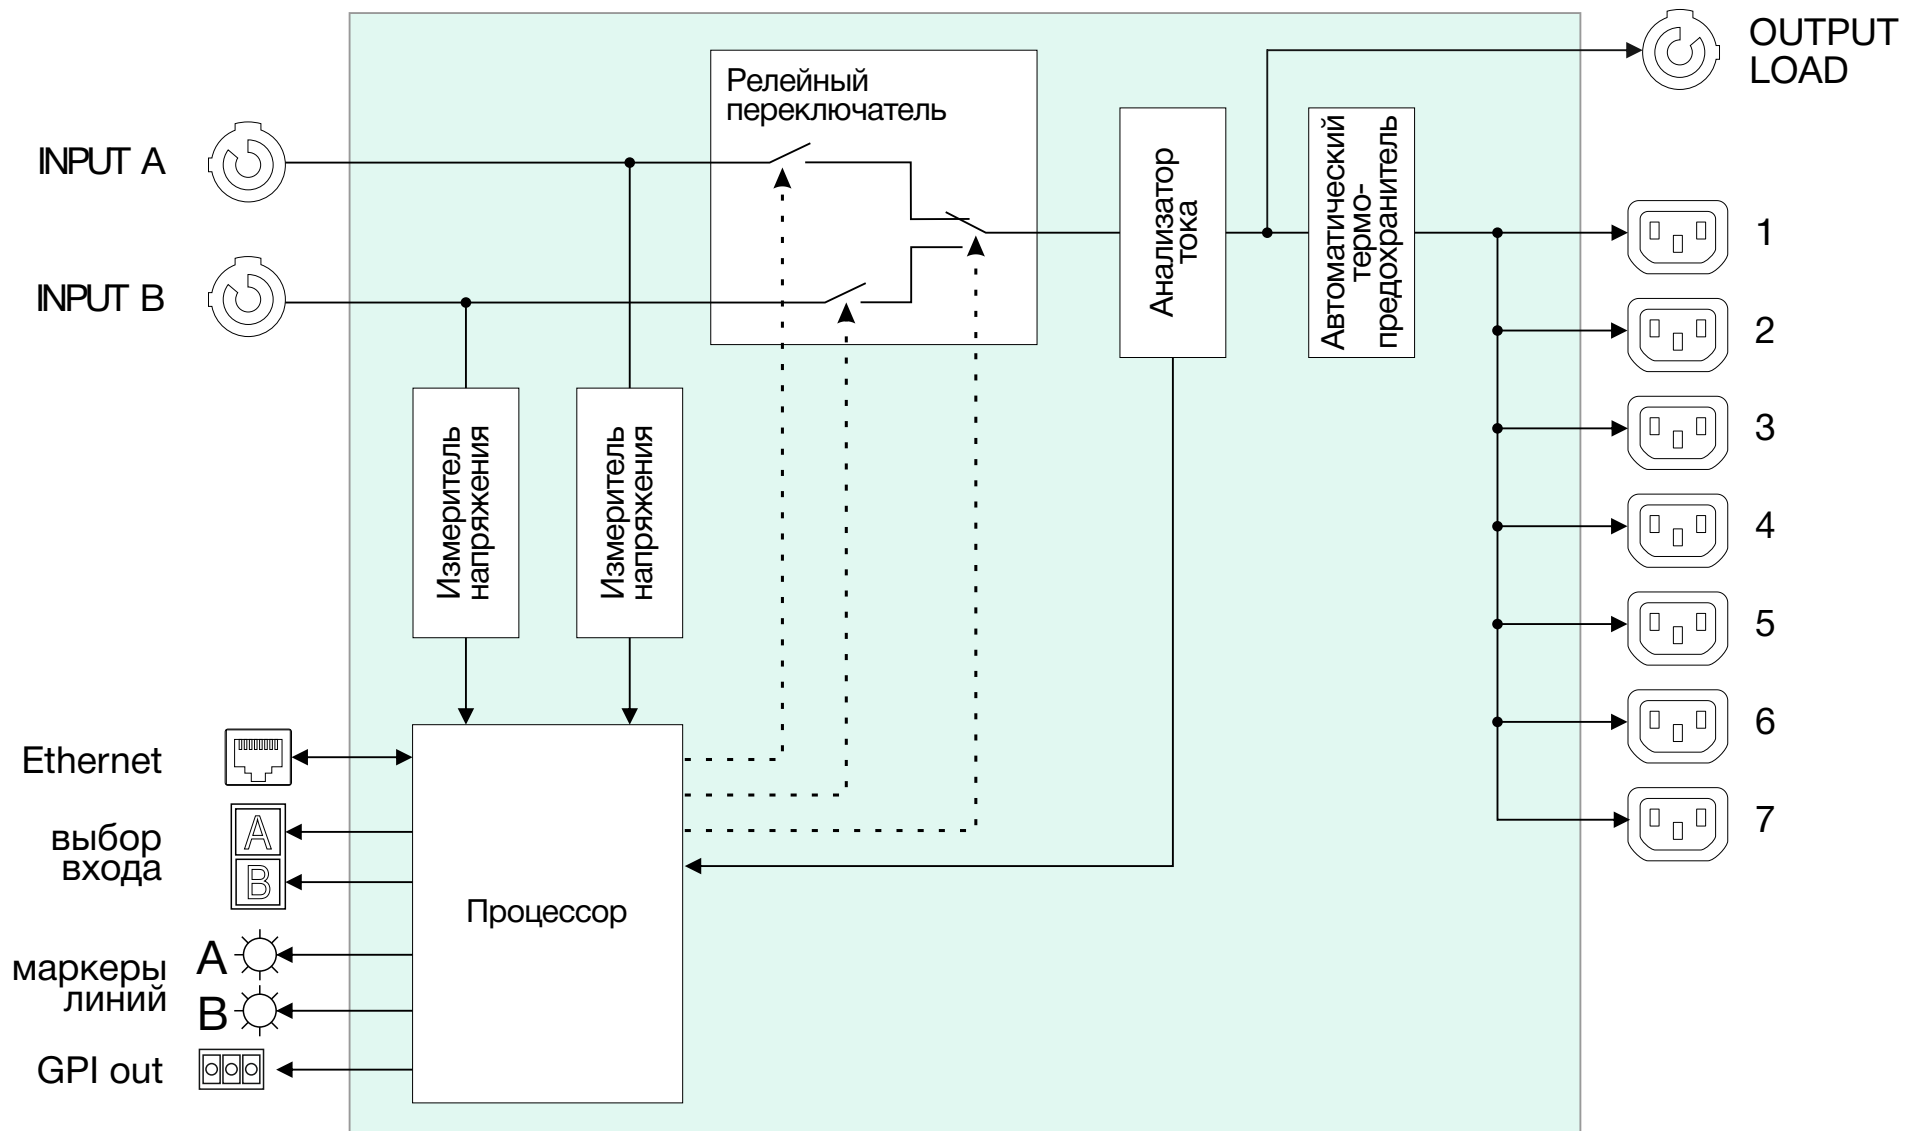 OUTPUT
LOAD
Релейный
переключатель
INPUT A
INPUT B
Анализатор
тока
Автоматический
термо-
предохранитель
1
2
3
4
5
6
7
Измеритель
напряжения
Измеритель
напряжения
Ethernet
выбор
входа
A
B
Процессор
маркеры
линий
A
B
GPI out